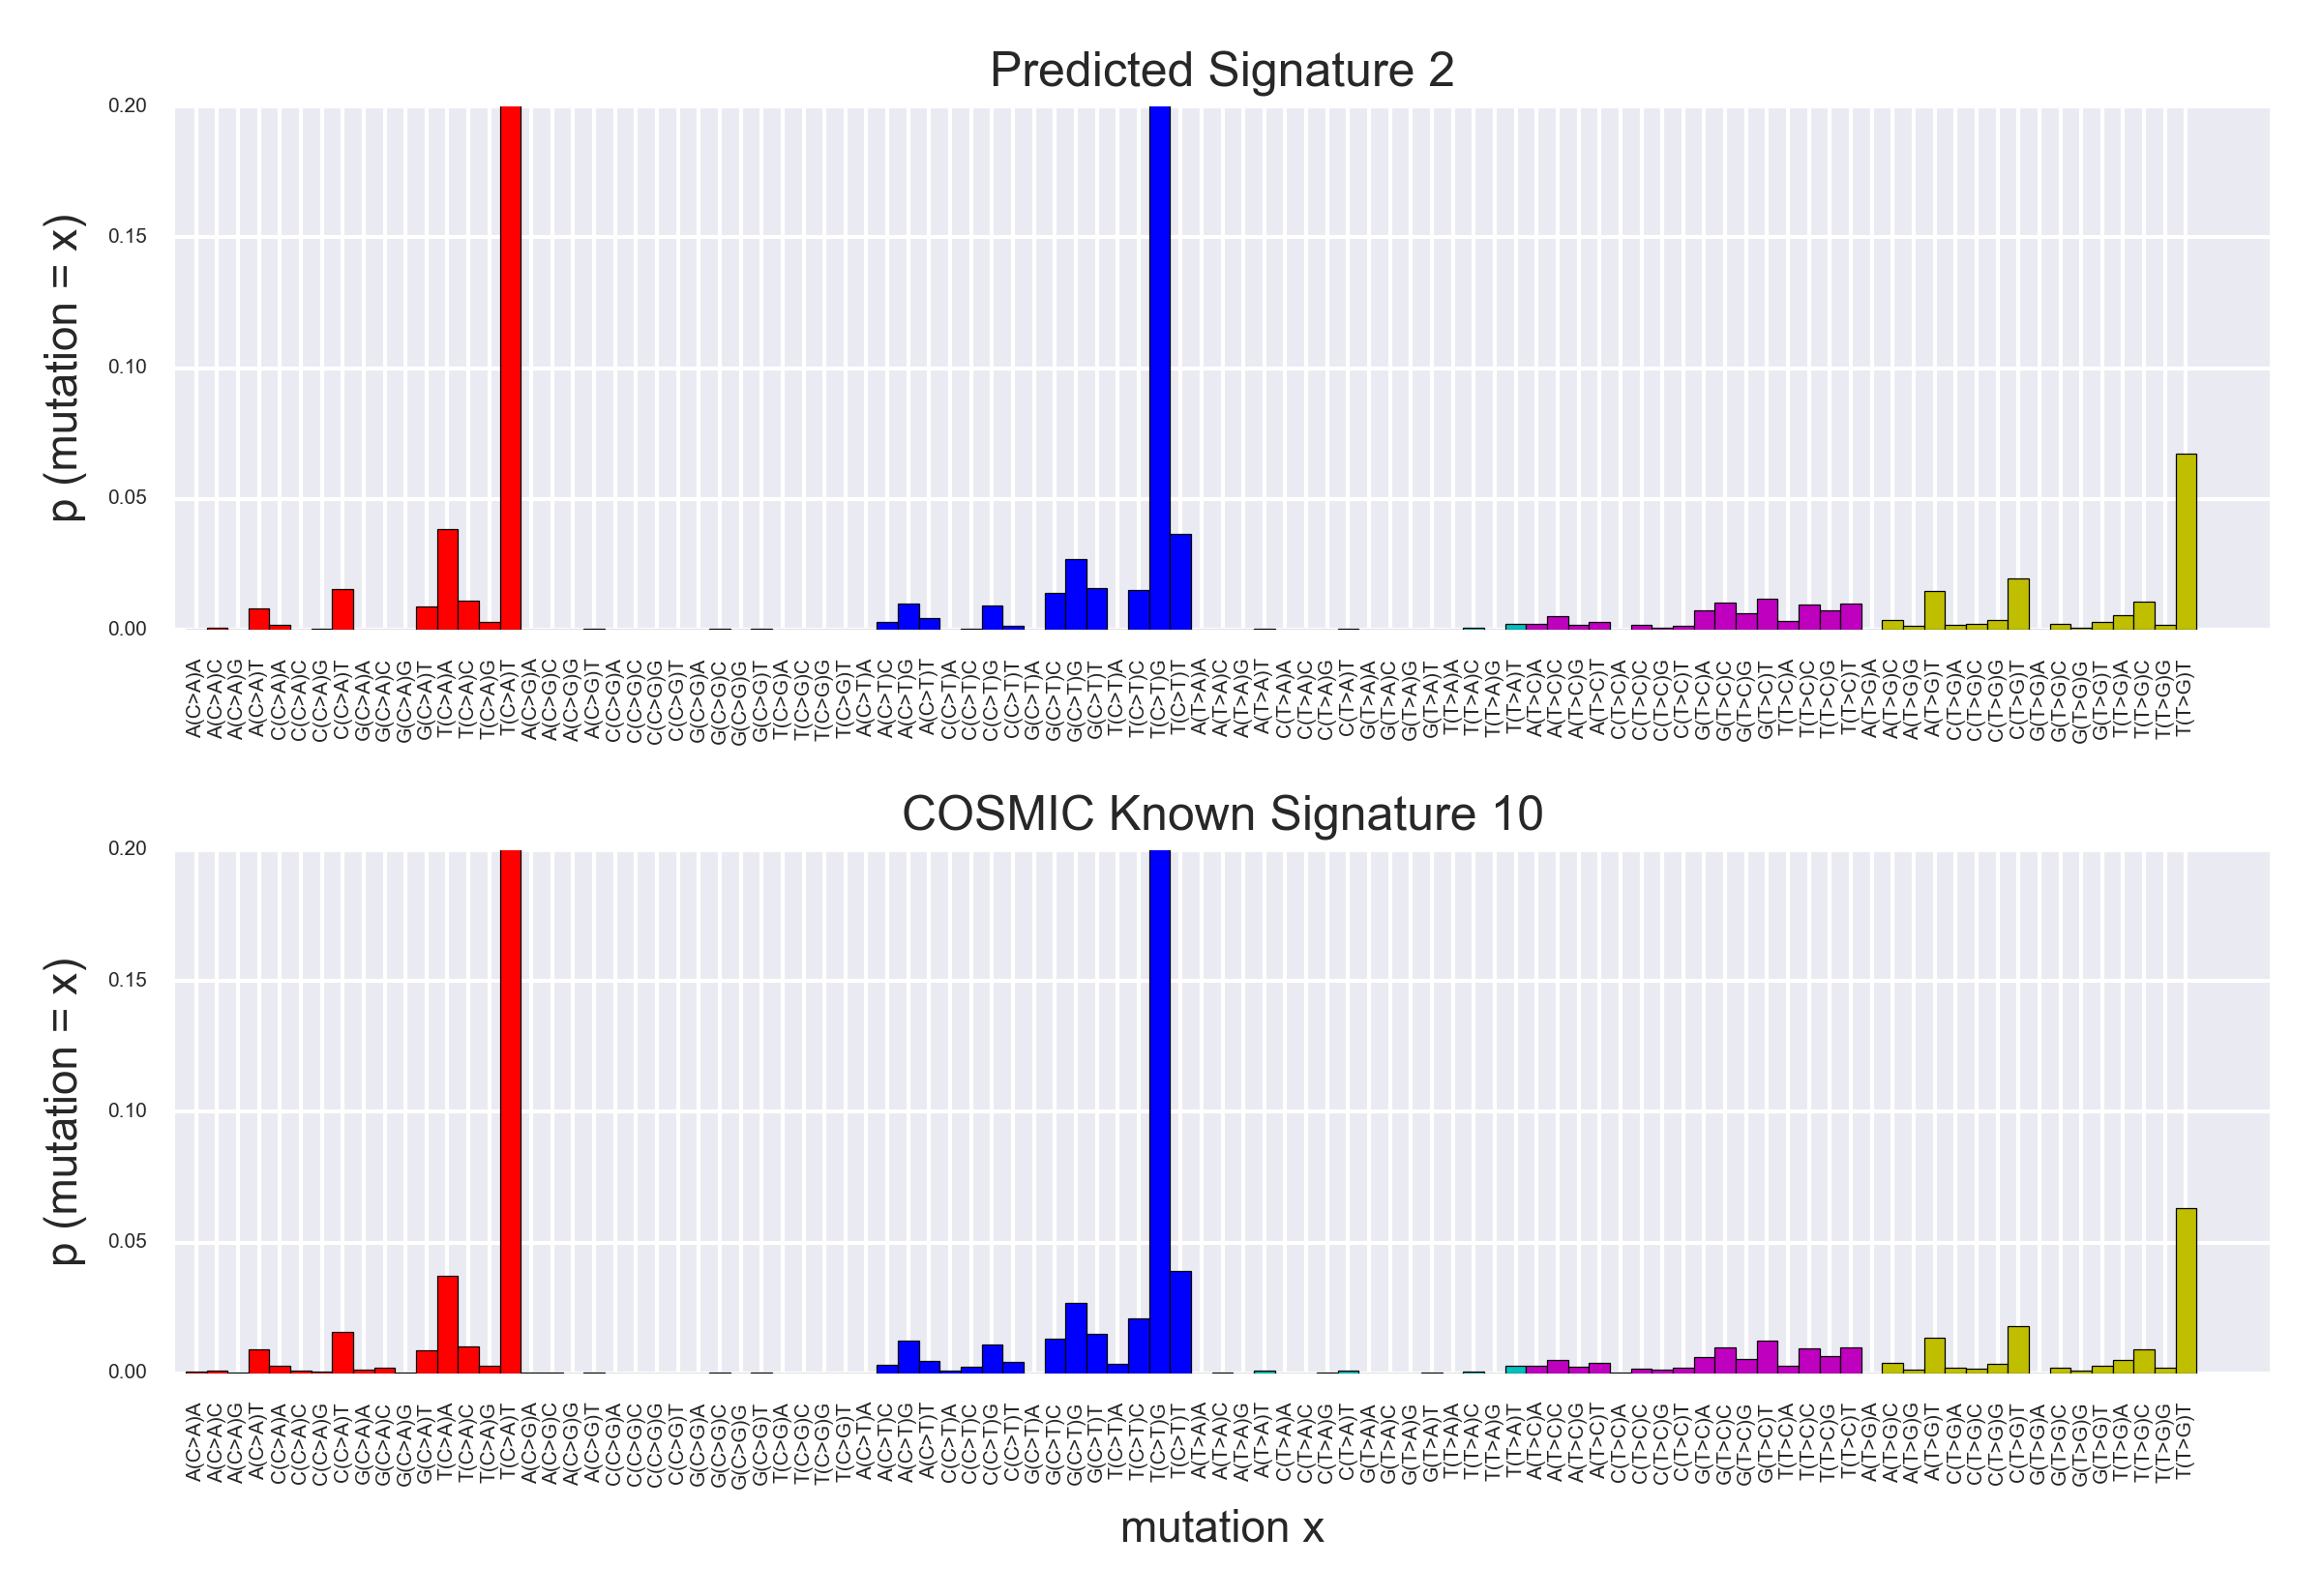 Predicted Signature 2
p (mutation = x)
0.20
0.15
0.10
0.05
0.00
A(C>A)A A(C>A)C A(C>A)G A(C>A)T C(C>A)A C(C>A)C C(C>A)G C(C>A)T G(C>A)A G(C>A)C G(C>A)G G(C>A)T T(C>A)A T(C>A)C T(C>A)G T(C>A)T A(C>G)A A(C>G)C A(C>G)G A(C>G)T C(C>G)A C(C>G)C C(C>G)G C(C>G)T G(C>G)A G(C>G)C G(C>G)G G(C>G)T T(C>G)A T(C>G)C T(C>G)G T(C>G)T A(C>T)A A(C>T)C A(C>T)G A(C>T)T C(C>T)A C(C>T)C C(C>T)G C(C>T)T G(C>T)A G(C>T)C G(C>T)G G(C>T)T T(C>T)A T(C>T)C T(C>T)G T(C>T)T A(T>A)A A(T>A)C A(T>A)G A(T>A)T C(T>A)A C(T>A)C C(T>A)G C(T>A)T G(T>A)A G(T>A)C G(T>A)G G(T>A)T T(T>A)A T(T>A)C T(T>A)G T(T>A)T A(T>C)A A(T>C)C A(T>C)G A(T>C)T C(T>C)A C(T>C)C C(T>C)G C(T>C)T G(T>C)A G(T>C)C G(T>C)G G(T>C)T T(T>C)A T(T>C)C T(T>C)G T(T>C)T A(T>G)A A(T>G)C A(T>G)G A(T>G)T C(T>G)A C(T>G)C C(T>G)G C(T>G)T G(T>G)A G(T>G)C G(T>G)G G(T>G)T T(T>G)A T(T>G)C T(T>G)G T(T>G)T
COSMIC Known Signature 10
p (mutation = x)
0.20
0.15
0.10
0.05
0.00
A(C>A)A A(C>A)C A(C>A)G A(C>A)T C(C>A)A C(C>A)C C(C>A)G C(C>A)T G(C>A)A G(C>A)C G(C>A)G G(C>A)T T(C>A)A T(C>A)C T(C>A)G T(C>A)T A(C>G)A A(C>G)C A(C>G)G A(C>G)T C(C>G)A C(C>G)C C(C>G)G C(C>G)T G(C>G)A G(C>G)C G(C>G)G G(C>G)T T(C>G)A T(C>G)C T(C>G)G T(C>G)T A(C>T)A A(C>T)C A(C>T)G A(C>T)T C(C>T)A C(C>T)C C(C>T)G C(C>T)T G(C>T)A G(C>T)C G(C>T)G G(C>T)T T(C>T)A T(C>T)C T(C>T)G T(C>T)T A(T>A)A A(T>A)C A(T>A)G A(T>A)T C(T>A)A C(T>A)C C(T>A)G C(T>A)T G(T>A)A G(T>A)C G(T>A)G G(T>A)T T(T>A)A T(T>A)C T(T>A)G T(T>A)T A(T>C)A A(T>C)C A(T>C)G A(T>C)T C(T>C)A C(T>C)C C(T>C)G C(T>C)T G(T>C)A G(T>C)C G(T>C)G G(T>C)T T(T>C)A T(T>C)C T(T>C)G T(T>C)T A(T>G)A A(T>G)C A(T>G)G A(T>G)T C(T>G)A C(T>G)C C(T>G)G C(T>G)T G(T>G)A G(T>G)C G(T>G)G G(T>G)T T(T>G)A T(T>G)C T(T>G)G T(T>G)T
mutation x